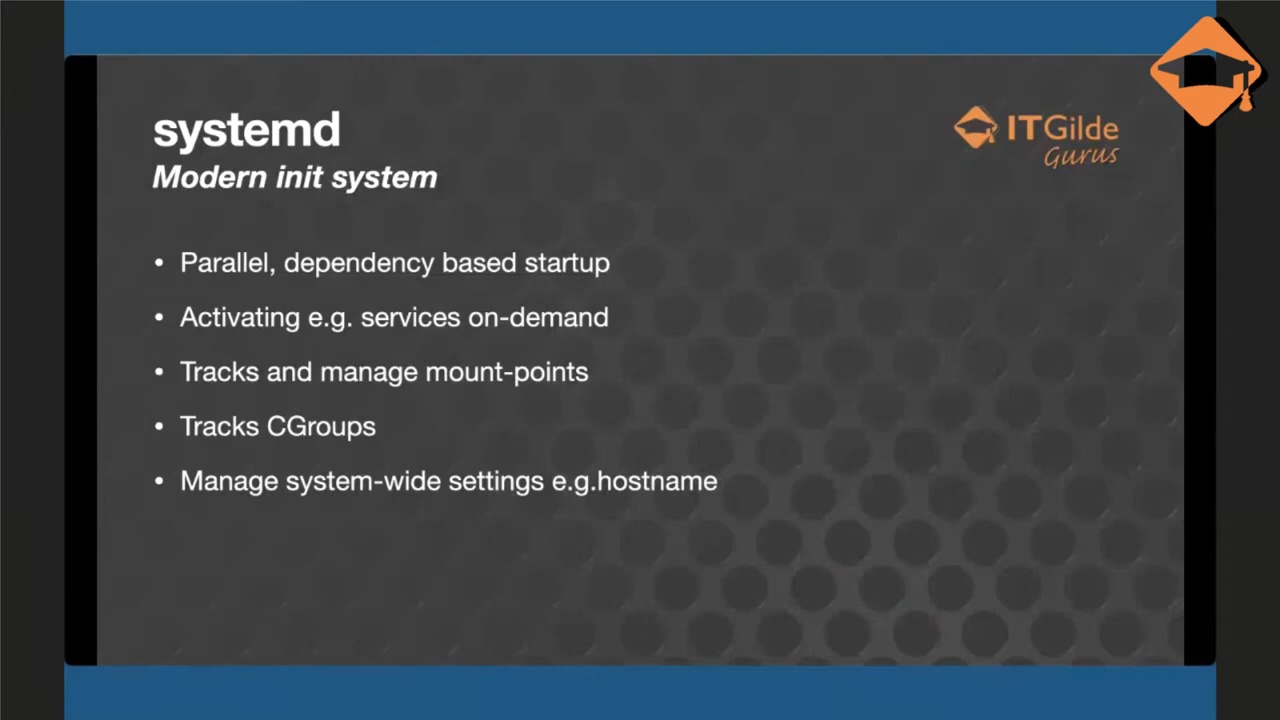 systemd
Modern init system
ITGilde
Gurus
• Parallel, dependency based startup
• Activating e.g. services on-demand
• Tracks and manage mount-points
• Tracks CGroups
• Manage system-wide settings e.g.hostname